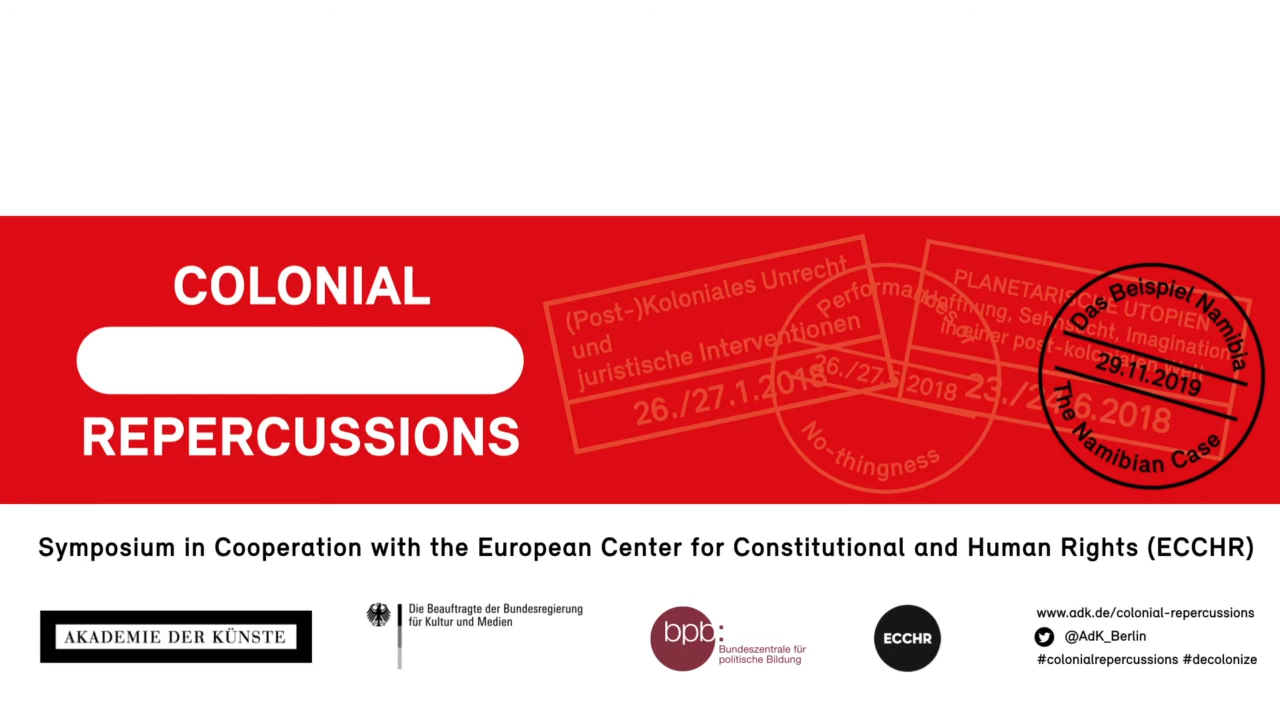 COLONIAL
REPERCUSSIONS
(Post-)Koloniales Unrecht
und
juristische Interventionen
26./27.1.2018
Performances of
26./27.5.2018
No-thingness
PLANETARISCHE UTOPIEN
Hoffnung, Sehnsucht, Imagination
in einer post-kolonialen Welt
23./24.6.2018
Das Beispiel Namibia
29.11.2019
The Namibian Case
Symposium in Cooperation with the European Center for Constitutional and Human Rights (ECCHR)
AKADEMIE DER KÜNSTE
Die Beauftragte der Bundesregierung
für Kultur und Medien
bpb:
Bundeszentrale für
politische Bildung
ECCHR
www.adk.de/colonial-repercussions
@AdK_Berlin
#colonialrepercussions #decolonize